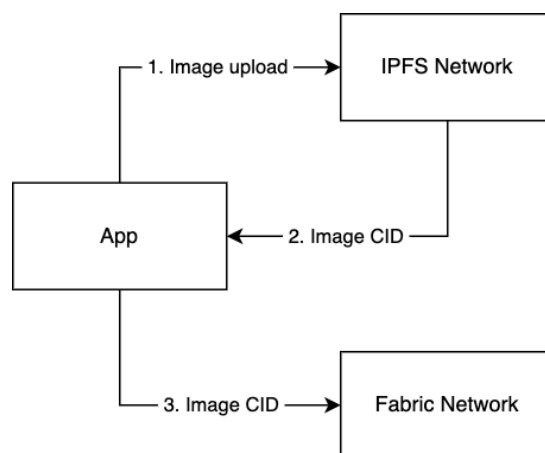 1. Image upload
IPFS Network
App
2. Image CID
3. Image CID
Fabric Network